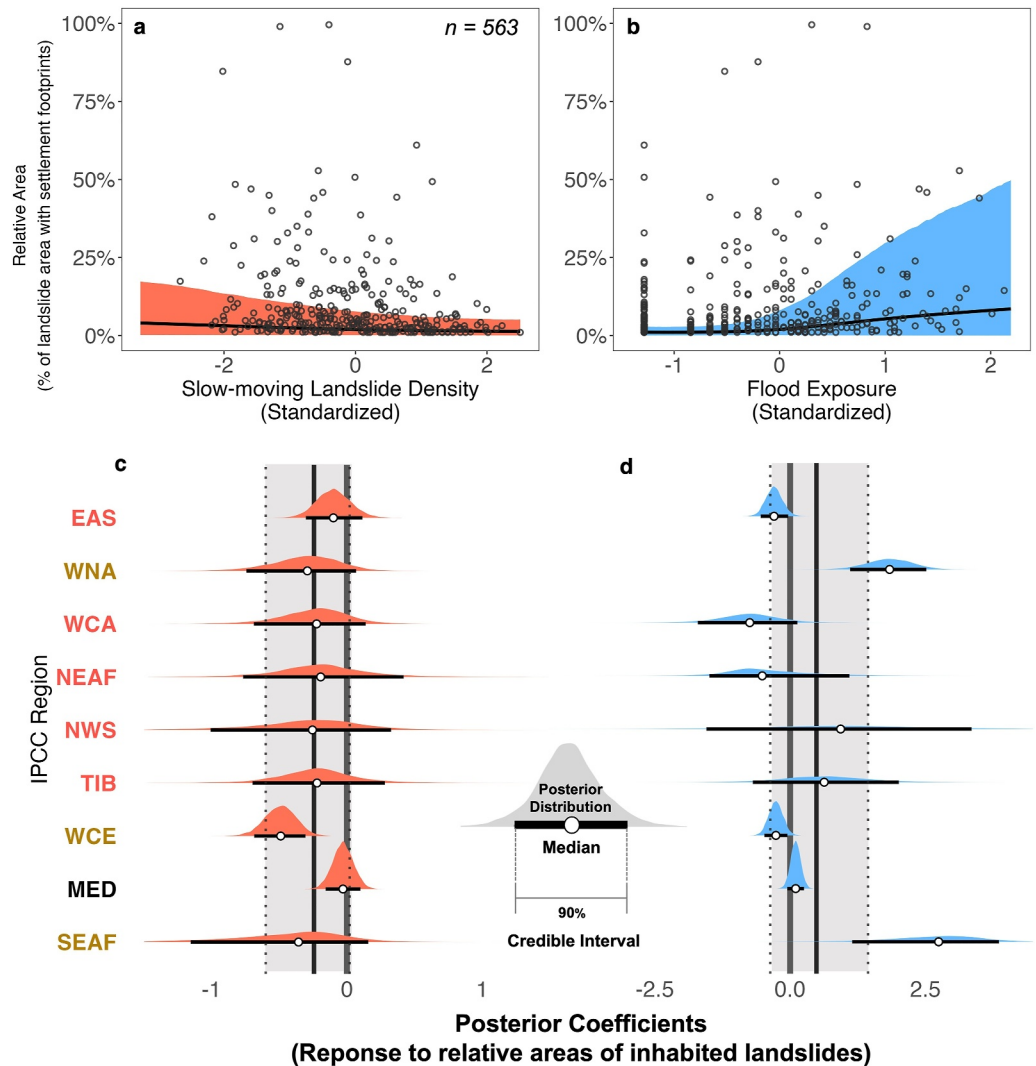 a
n = 563
b
100%
75%
50%
25%
0%
100%
75%
50%
25%
0%
Relative Area
(% of landslide area with settlement footprints)
-2
0
2
-1
0
1
2
Slow-moving Landslide Density
(Standardized)
Flood Exposure
(Standardized)
c
d
IPCC Region
EAS
WNA
WCA
NEAF
NWS
TIB
WCE
MED
SEAF
Posterior
Distribution
Median
90%
Credible Interval
-1
0
1
-2.5
0.0
2.5
Posterior Coefficients
(Reponse to relative areas of inhabited landslides)